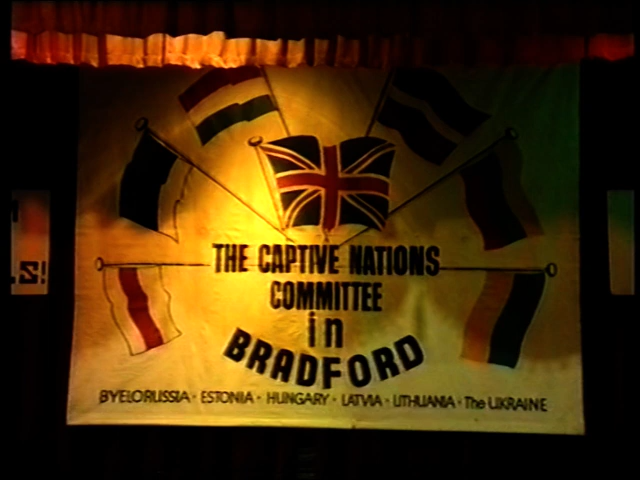 THE CAPTIVE NATIONS
COMMITTEE
in
BRADFORD
BYELORUSSIA · ESTONIA · HUNGARY · LATVIA · LITHUANIA · The UKRAINE